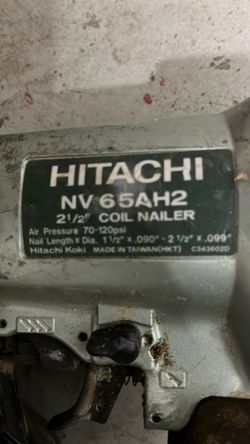 HITACHI
NV 65AH2
2 1/2" COIL NAILER
Air Pressure 70-120psi
Nail Length x Dia. 1 1/2" x .090" - 2 1/2" x .099"
Hitachi Koki MADE IN TAIWAN(HKT) C343602D